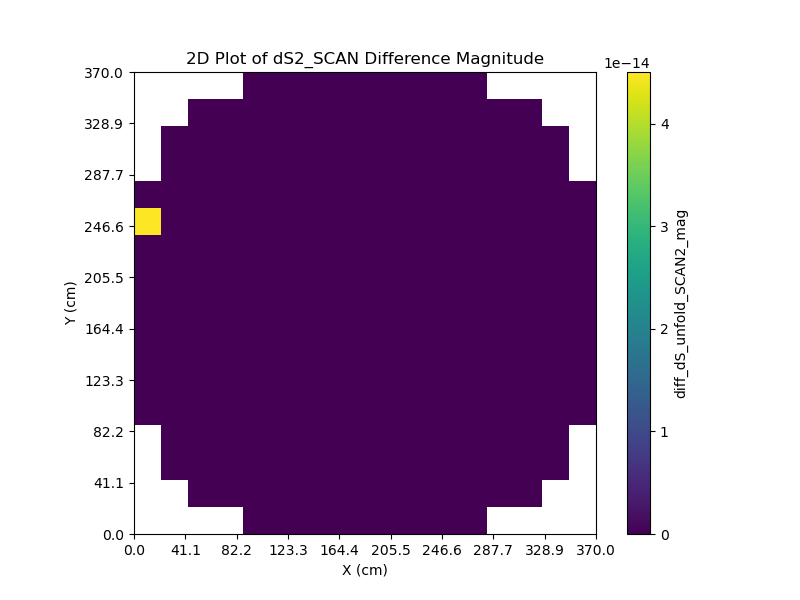 2D Plot of dS2_SCAN Difference Magnitude
1e−14
370.0
328.9
287.7
246.6
205.5
164.4
123.3
82.2
41.1
0.0
Y (cm)
0.0 41.1 82.2 123.3 164.4 205.5 246.6 287.7 328.9 370.0
X (cm)
4
3
2
1
0
diff_dS_unfold_SCAN2_mag